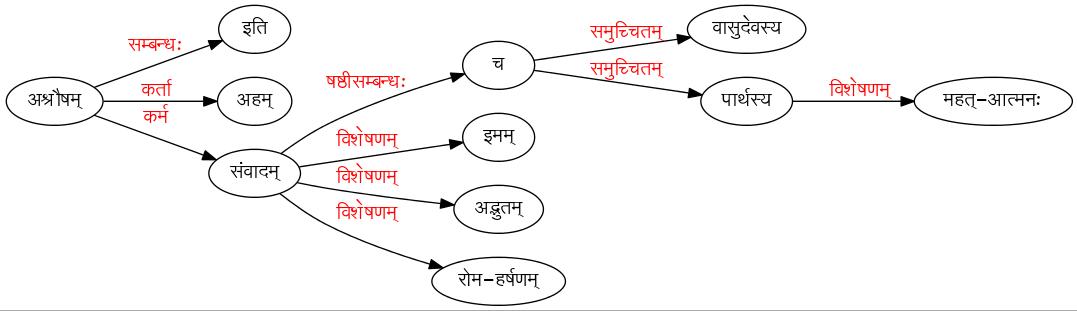 इति
वासुदेवस्य
समुच्चितम्
सम्बन्धः
च
समुच्चितम्
षष्ठीसम्बन्धः
कर्ता
विशेषणम्
अश्रौषम्
अहम्
पार्थस्य
महत्-आत्मनः
कर्म
विशेषणम्
इमम्
संवादम्
विशेषणम्
अद्भुतम्
विशेषणम्
रोम-हर्षणम्